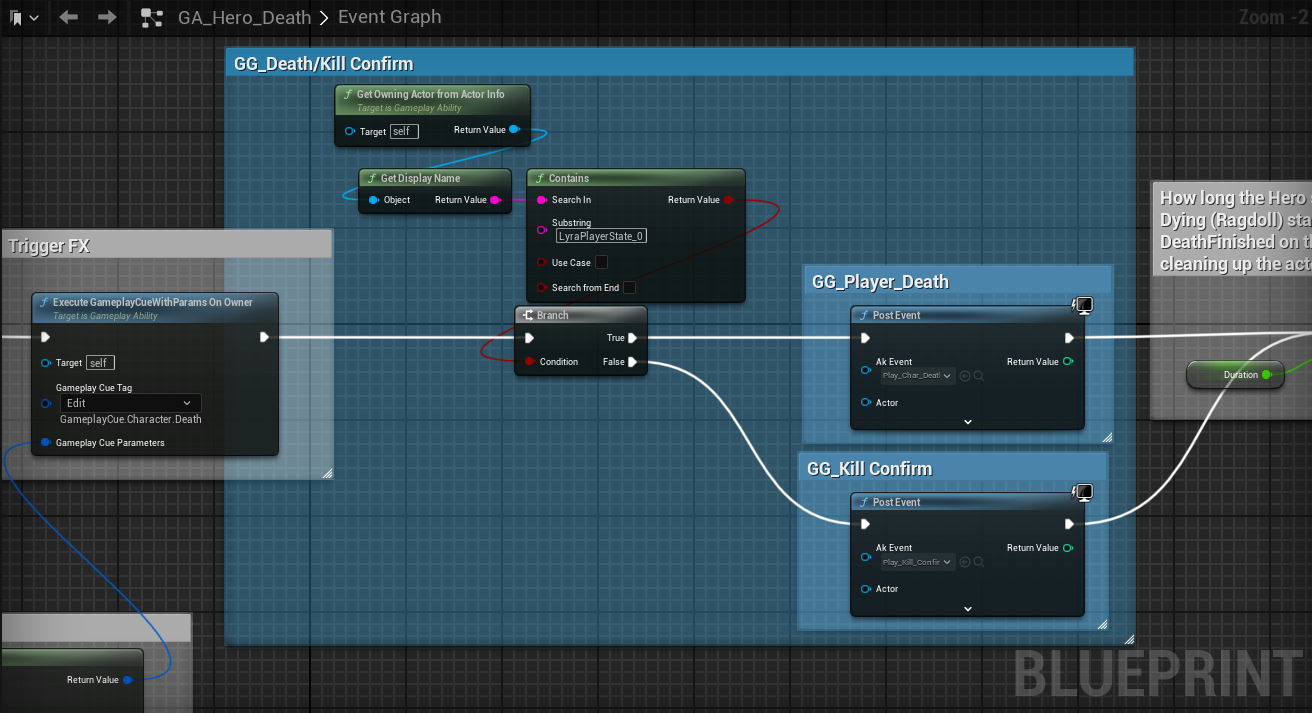 GA_Hero_Death > Event Graph
Zoom -2
GG_Death/Kill Confirm
Get Owning Actor from Actor Info
Target is Gameplay Ability
Target self
Return Value
Get Display Name
Object
Return Value
Contains
Search In
Return Value
Substring
LyraPlayerState_0
Use Case
Search from End
Trigger FX
Execute GameplayCueWithParams On Owner
Target is Gameplay Ability
Target self
Gameplay Cue Tag
Edit
GameplayCue.Character.Death
Gameplay Cue Parameters
Branch
True
Condition
False
GG_Player_Death
Post Event
Ak Event
Return Value
Play_Char_Deatl
Actor
GG_Kill Confirm
Post Event
Ak Event
Return Value
Play_Kill_Confir
Actor
How long the Hero
Dying (Ragdoll) sta
DeathFinished on th
cleaning up the acto
Duration
Return Value
BLUEPRINT